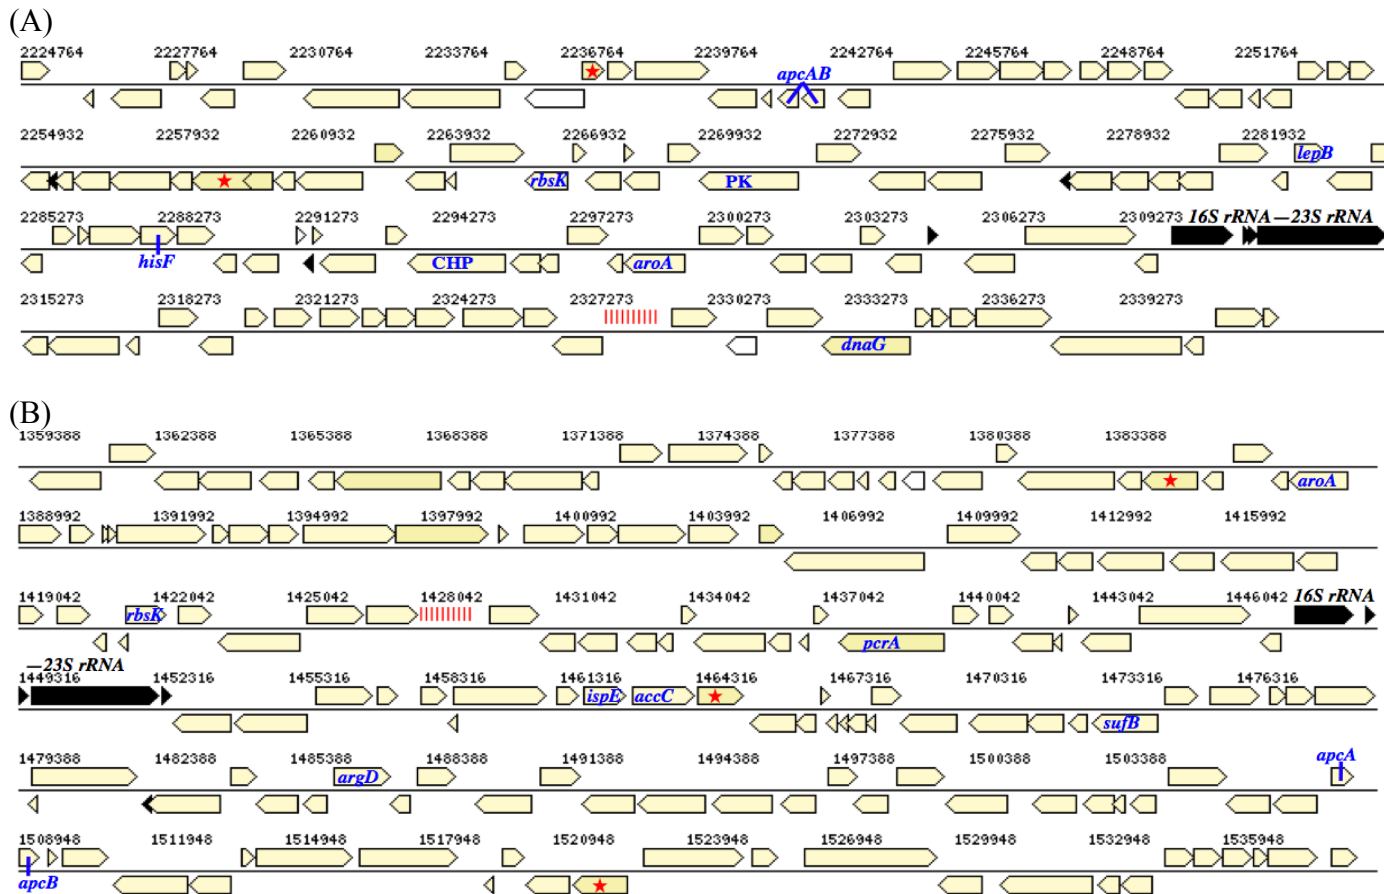 (A)
2224764 2227764 2230764 2233764 2236764 2239764 2242764 2245764 2248764 2251764
apcAB
2254932 2257932 2260932 2263932 2266932 2269932 2272932 2275932 2278932 2281932
lepB
rbsK PK
2285273 2288273 2291273 2294273 2297273 2300273 2303273 2306273 2309273 16S rRNA—23S rRNA
hisF CHP aroA
2315273 2318273 2321273 2324273 2327273 2330273 2333273 2336273 2339273
dnaG
(B)
1359388 1362388 1365388 1368388 1371388 1374388 1377388 1380388 1383388
aroA
1388992 1391992 1394992 1397992 1400992 1403992 1406992 1409992 1412992 1415992
1419042 1422042 1425042 1428042 1431042 1434042 1437042 1440042 1443042 1446042 16S rRNA
rbsK
pcrA
—23S rRNA
1449316 1452316 1455316 1458316 1461316 1464316 1467316 1470316 1473316 1476316
ispE accC
sufB
1479388 1482388 1485388 1488388 1491388 1494388 1497388 1500388 1503388 apcA
argD
1508948 1511948 1514948 1517948 1520948 1523948 1526948 1529948 1532948 1535948
apcB